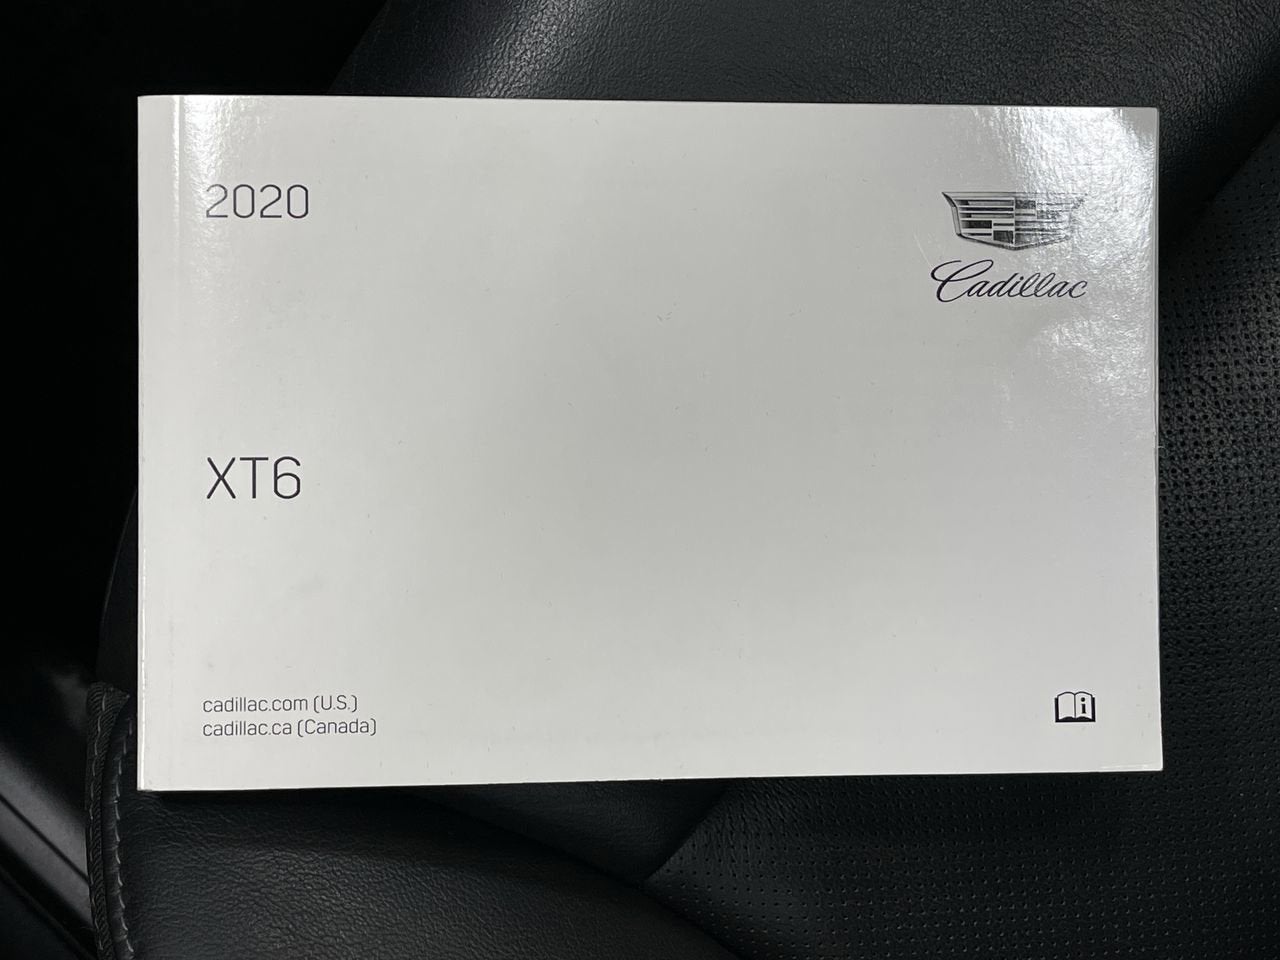 2020
Cadillac
XT6
cadillac.com (U.S.)
cadillac.ca (Canada)
i